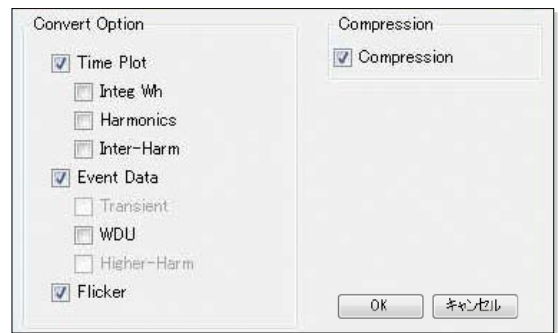 Convert Option
Time Plot
Integ Wh
Harmonics
Inter-Harm
Event Data
Transient
WDU
Higher-Harm
Flicker
Compression
Compression
OK
キャンセル